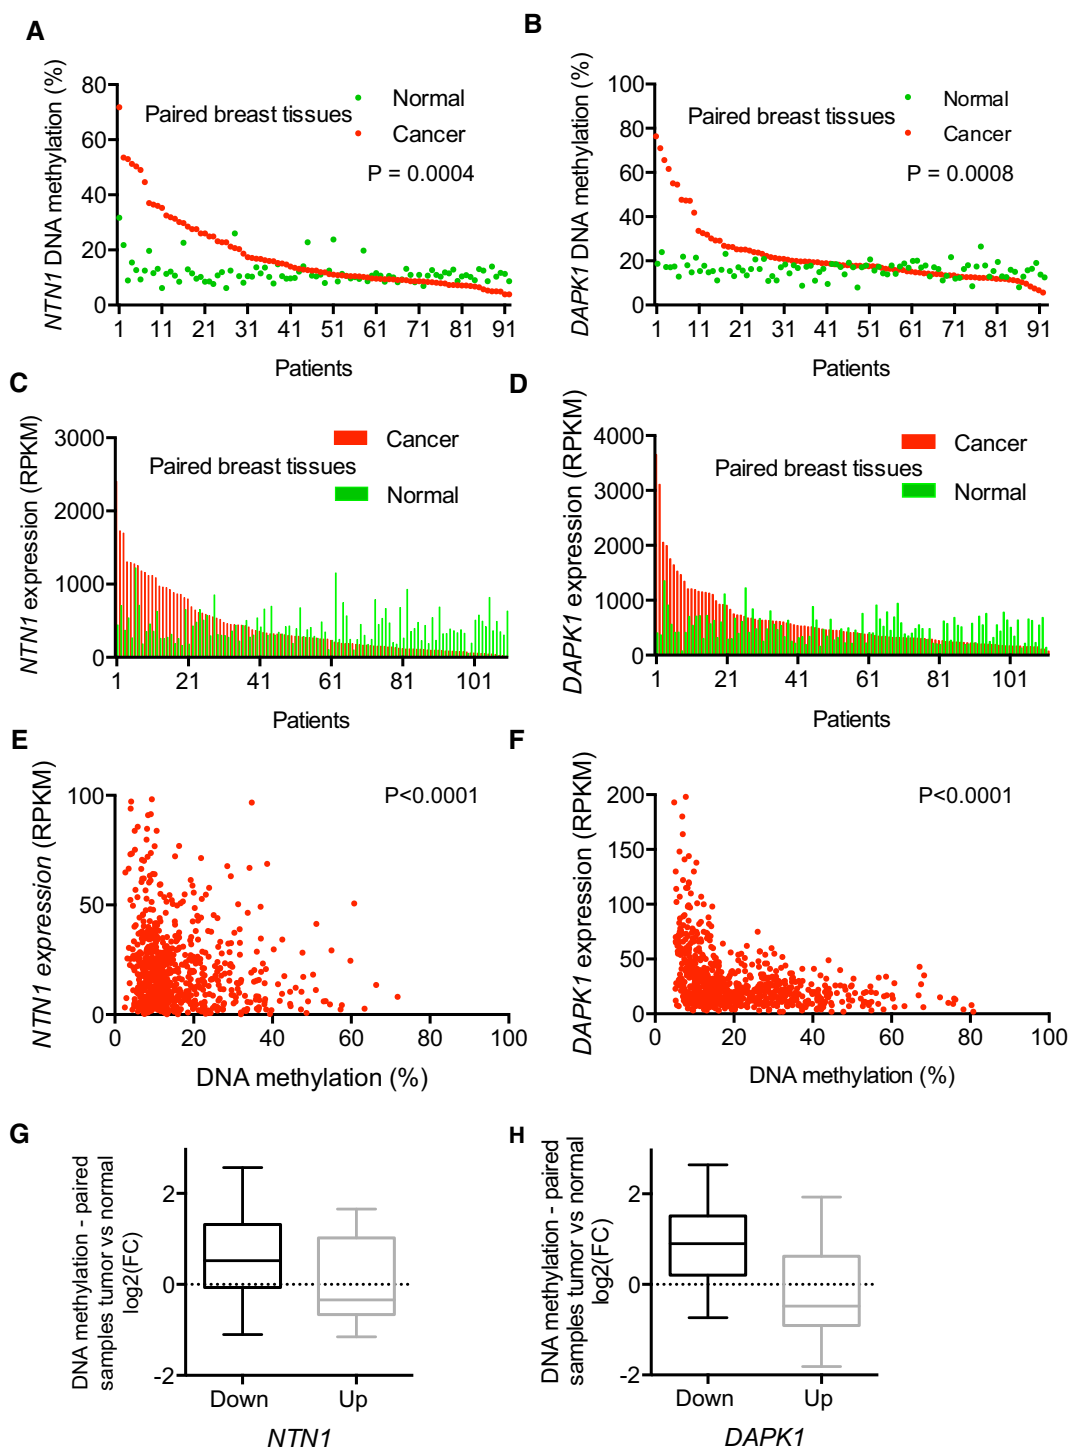 A
NTN1 DNA methylation (%)
80
60
40
20
0
Paired breast tissues
Normal
Cancer
P = 0.0004
1 11 21 31 41 51 61 71 81 91
Patients
B
DAPK1 DNA methylation (%)
100
80
60
40
20
0
Paired breast tissues
Normal
Cancer
P = 0.0008
1 11 21 31 41 51 61 71 81 91
Patients
C
NTN1 expression (RPKM)
3000
2000
1000
0
Paired breast tissues
Cancer
Normal
1 21 41 61 81 101
Patients
D
DAPK1 expression (RPKM)
4000
3000
2000
1000
0
Paired breast tissues
Cancer
Normal
1 21 41 61 81 101
Patients
E
NTN1 expression (RPKM)
100
50
0
P<0.0001
0 20 40 60 80 100
DNA methylation (%)
F
DAPK1 expression (RPKM)
200
150
100
50
0
P<0.0001
0 20 40 60 80 100
DNA methylation (%)
G
DNA methylation - paired
samples tumor vs normal
log2(FC)
2
0
-2
Down Up
NTN1
H
DNA methylation - paired
samples tumor vs normal
log2(FC)
2
0
-2
Down Up
DAPK1